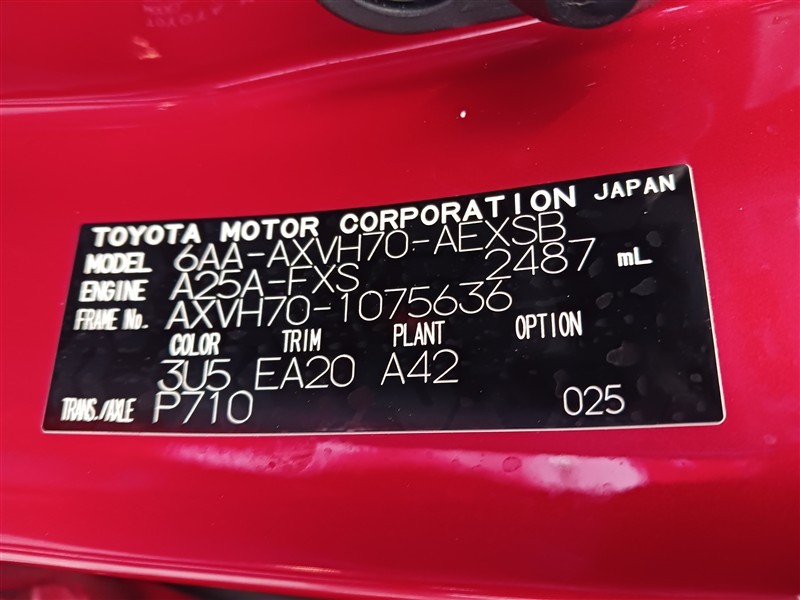 TOYOTA MOTOR CORPORATION JAPAN
MODEL 6AA-AXVH70-AEXSB
ENGINE A25A-FXS 2487 mL
FRAME No. AXVH70-1075636
COLOR TRIM PLANT OPTION
3U5 EA20 A42
TRANS./AXLE P710 025